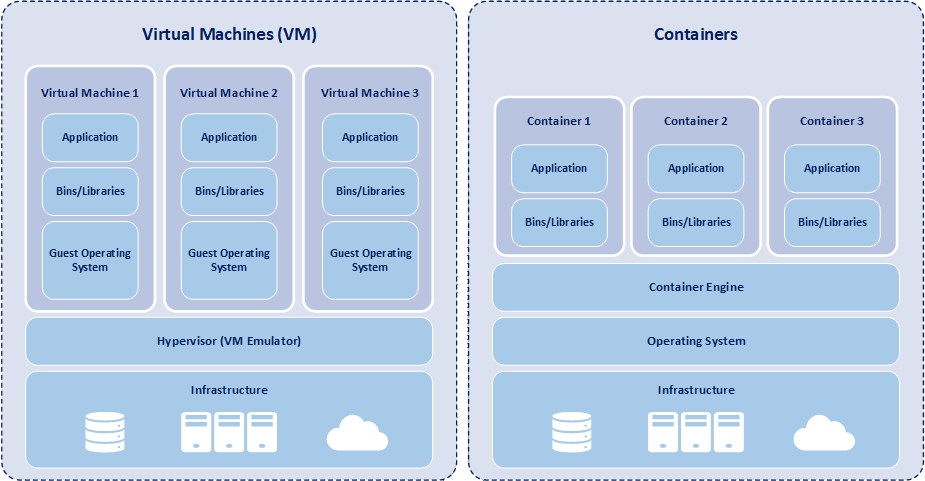 Virtual Machines (VM)
Virtual Machine 1
Application
Bins/Libraries
Guest Operating
System
Virtual Machine 2
Application
Bins/Libraries
Guest Operating
System
Virtual Machine 3
Application
Bins/Libraries
Guest Operating
System
Hypervisor (VM Emulator)
Infrastructure
Containers
Container 1
Application
Bins/Libraries
Container 2
Application
Bins/Libraries
Container 3
Application
Bins/Libraries
Container Engine
Operating System
Infrastructure